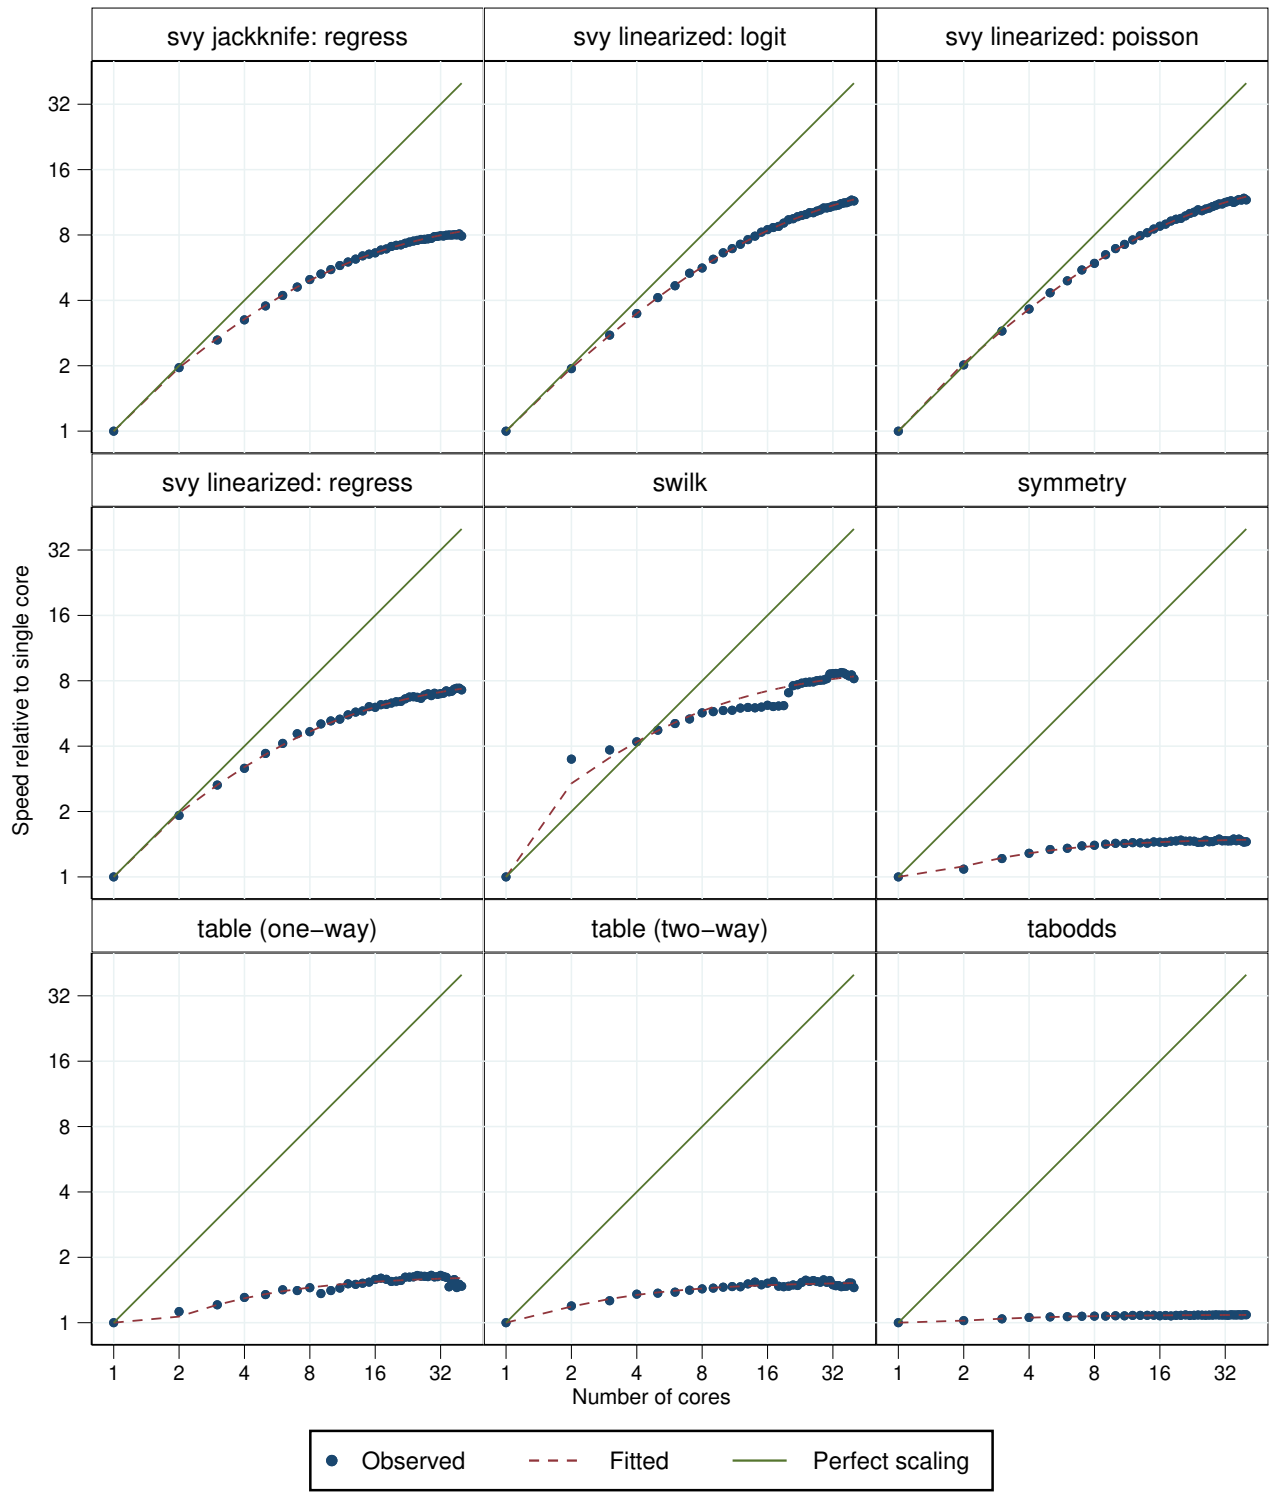 svy jackknife: regress
svy linearized: logit
svy linearized: poisson
32
16
8
4
2
1
svy linearized: regress
swilk
symmetry
Speed relative to single core
32
16
8
4
2
1
table (one−way)
table (two−way)
tabodds
32
16
8
4
2
1
1 2 4 8 16 32
1 2 4 8 16 32
1 2 4 8 16 32
Number of cores
Observed
Fitted
Perfect scaling